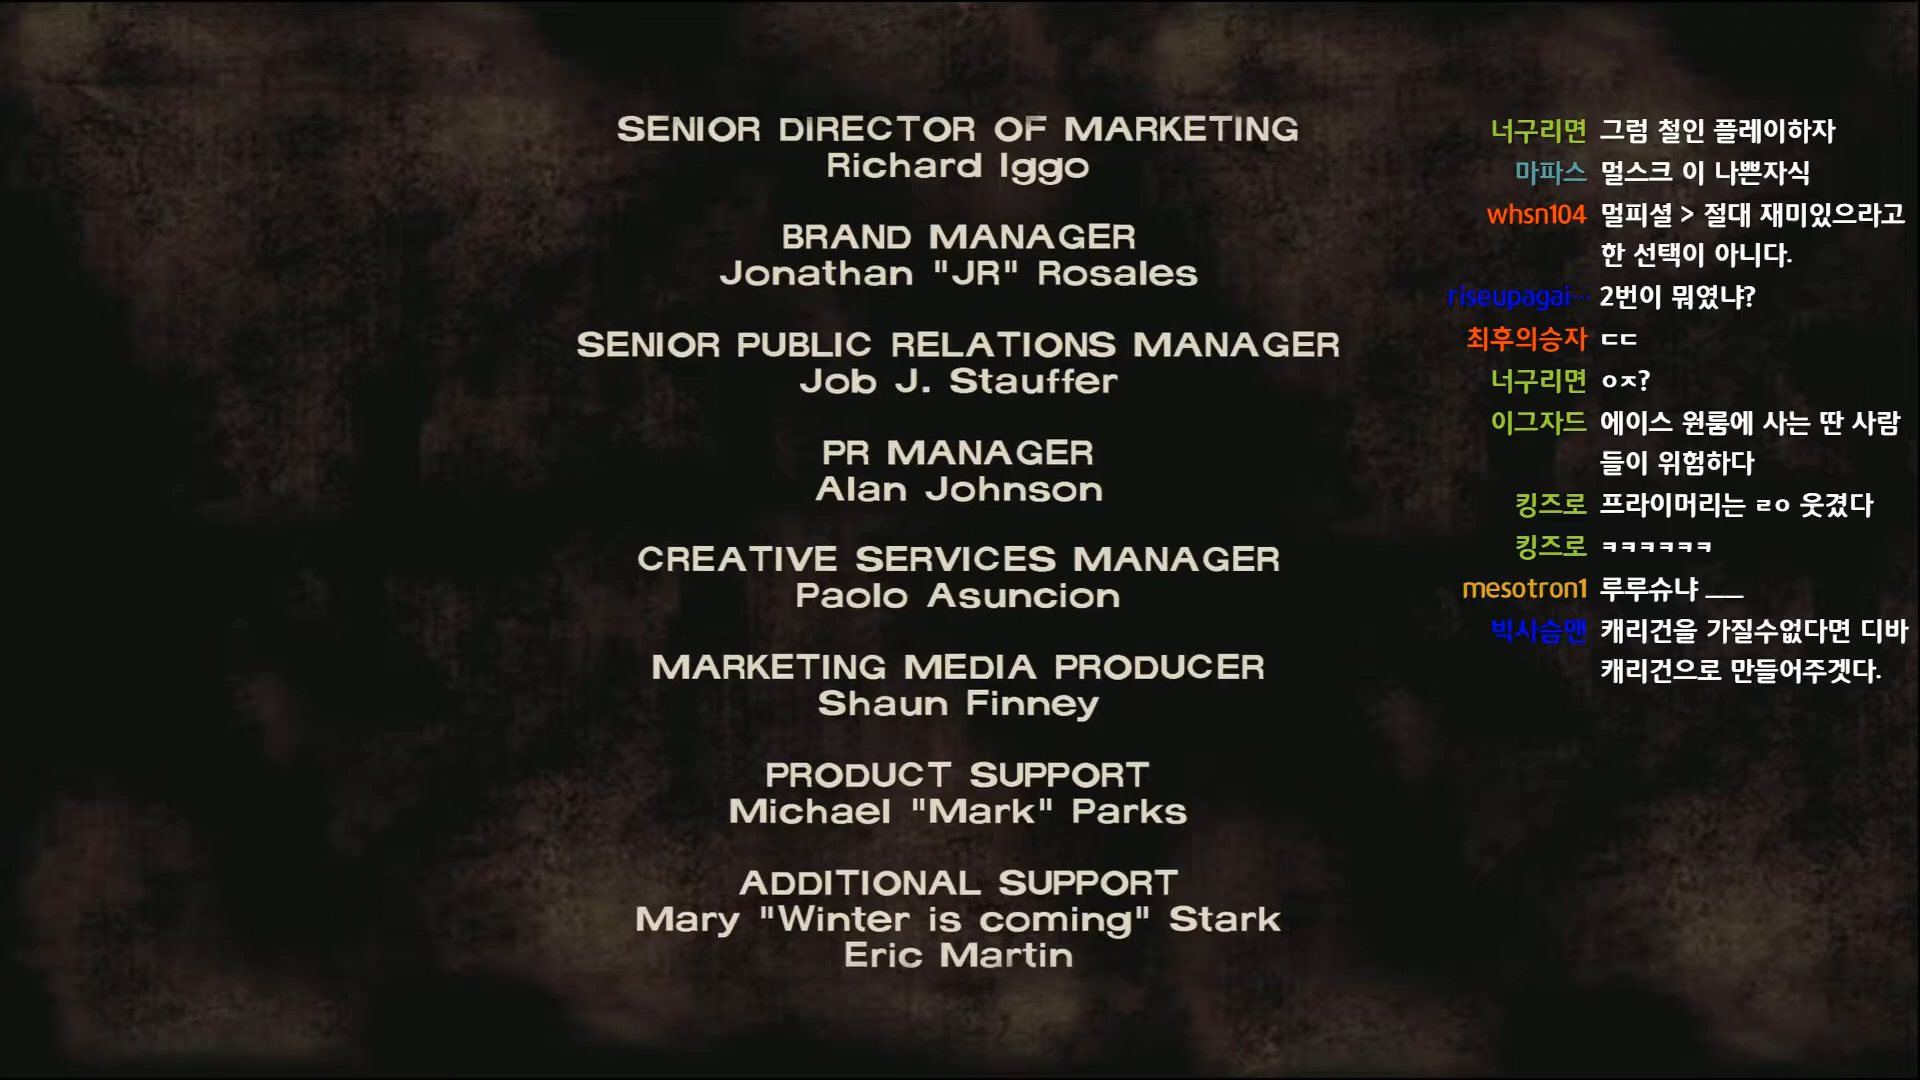 SENIOR DIRECTOR OF MARKETING
Richard Iggo
BRAND MANAGER
Jonathan "JR" Rosales
SENIOR PUBLIC RELATIONS MANAGER
Job J. Stauffer
PR MANAGER
Alan Johnson
CREATIVE SERVICES MANAGER
Paolo Asuncion
MARKETING MEDIA PRODUCER
Shaun Finney
PRODUCT SUPPORT
Michael "Mark" Parks
ADDITIONAL SUPPORT
Mary "Winter is coming" Stark
Eric Martin
너구리면 그럼 철인 플레이하자
마파스 멀스크 이 나쁜자식
whsn104 멀피셜 > 절대 재미있으라고
한 선택이 아니다.
riseupagai… 2번이 뭐였냐?
최후의승자 ㄷㄷ
너구리면 ㅇㅈ?
이그자드 에이스 원룸에 사는 딴 사람
들이 위험하다
킹즈로 프라이머리는 ㄹㅇ 웃겼다
킹즈로 ㅋㅋㅋㅋㅋㅋ
mesotron1 루루슈냐 __
빅사슴맨 캐리건을 가질수없다면 디바
캐리건으로 만들어주겟다.